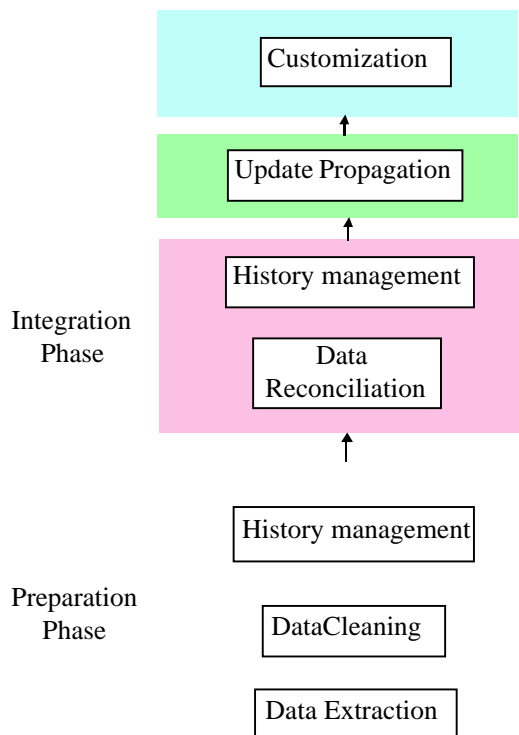 Customization
Update Propagation
History management
Integration
Phase
Data
Reconciliation
History management
Preparation
Phase
DataCleaning
Data Extraction